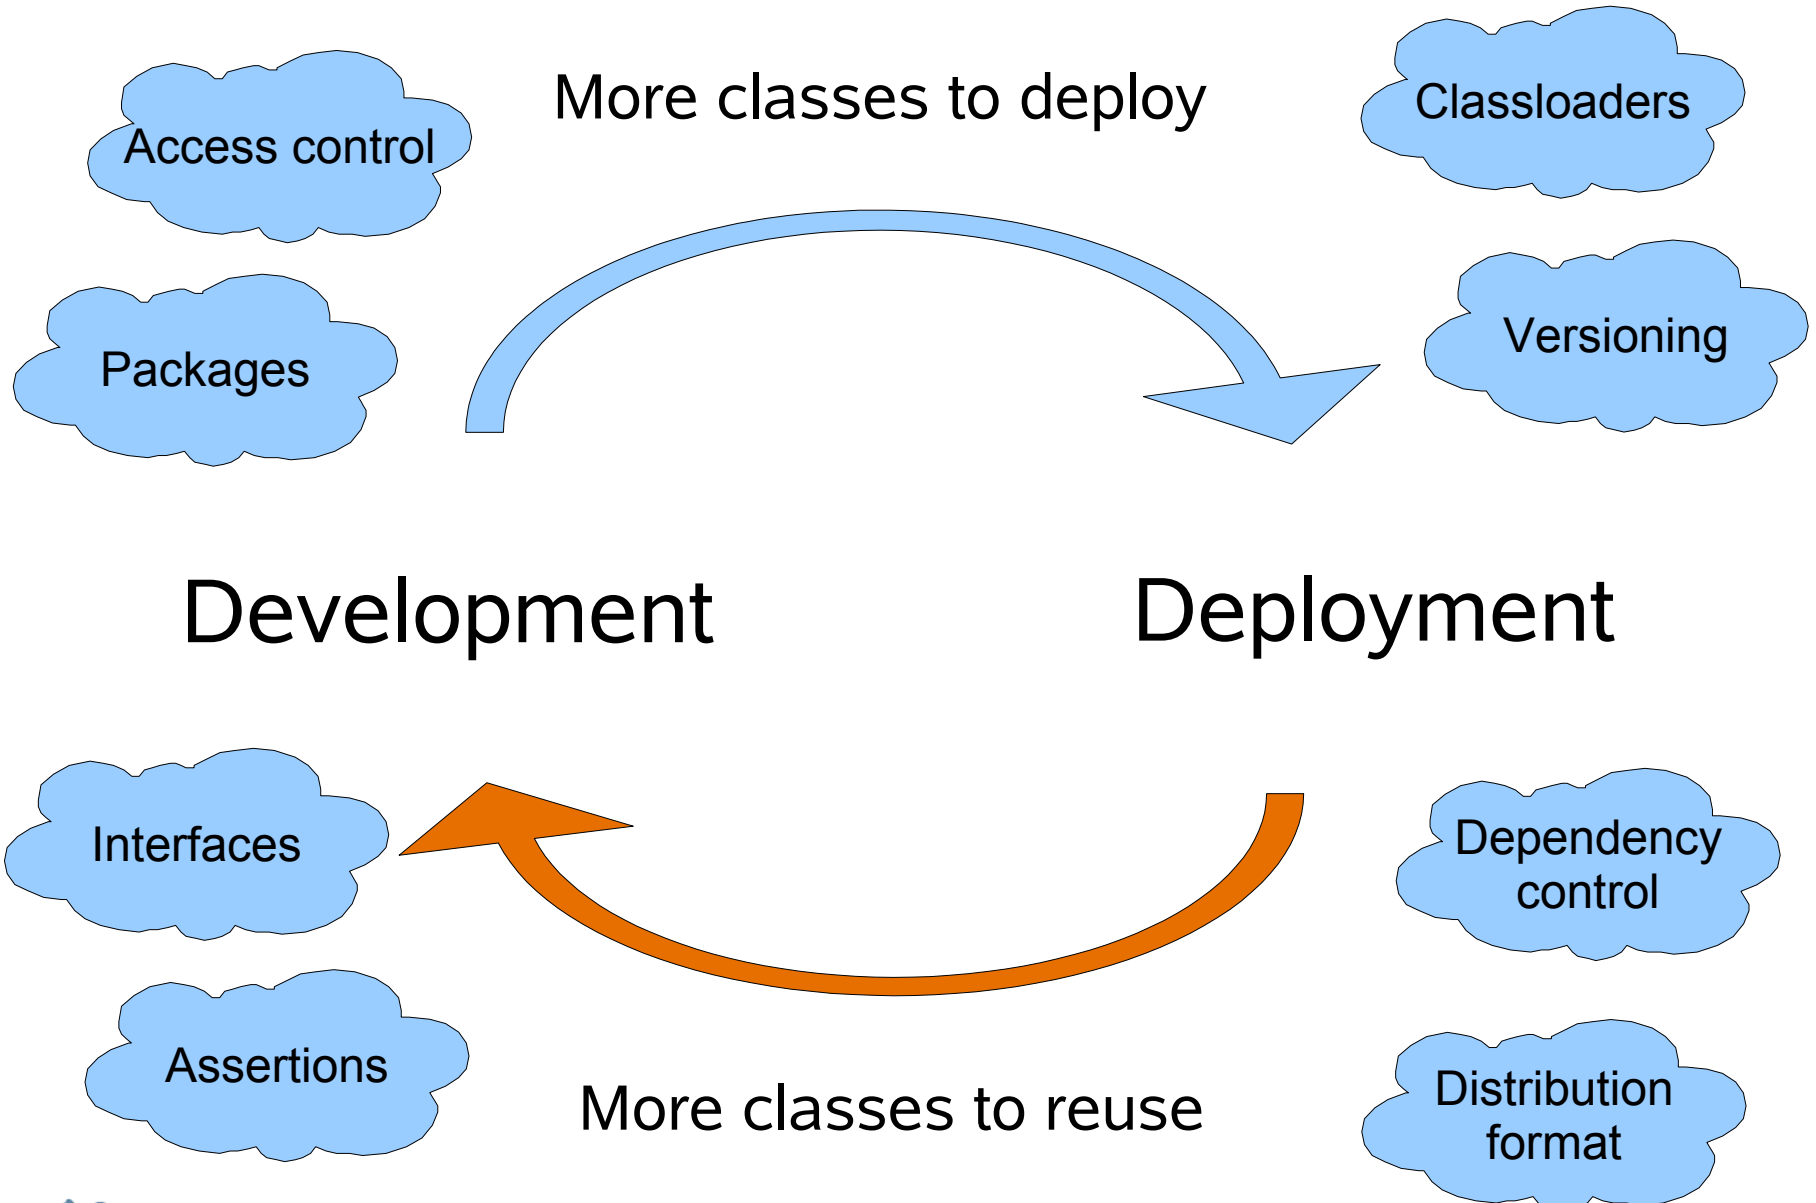 More classes to deploy
Access control
Classloaders
Packages
Versioning
Development
Deployment
Interfaces
Dependency
control
Assertions
More classes to reuse
Distribution
format